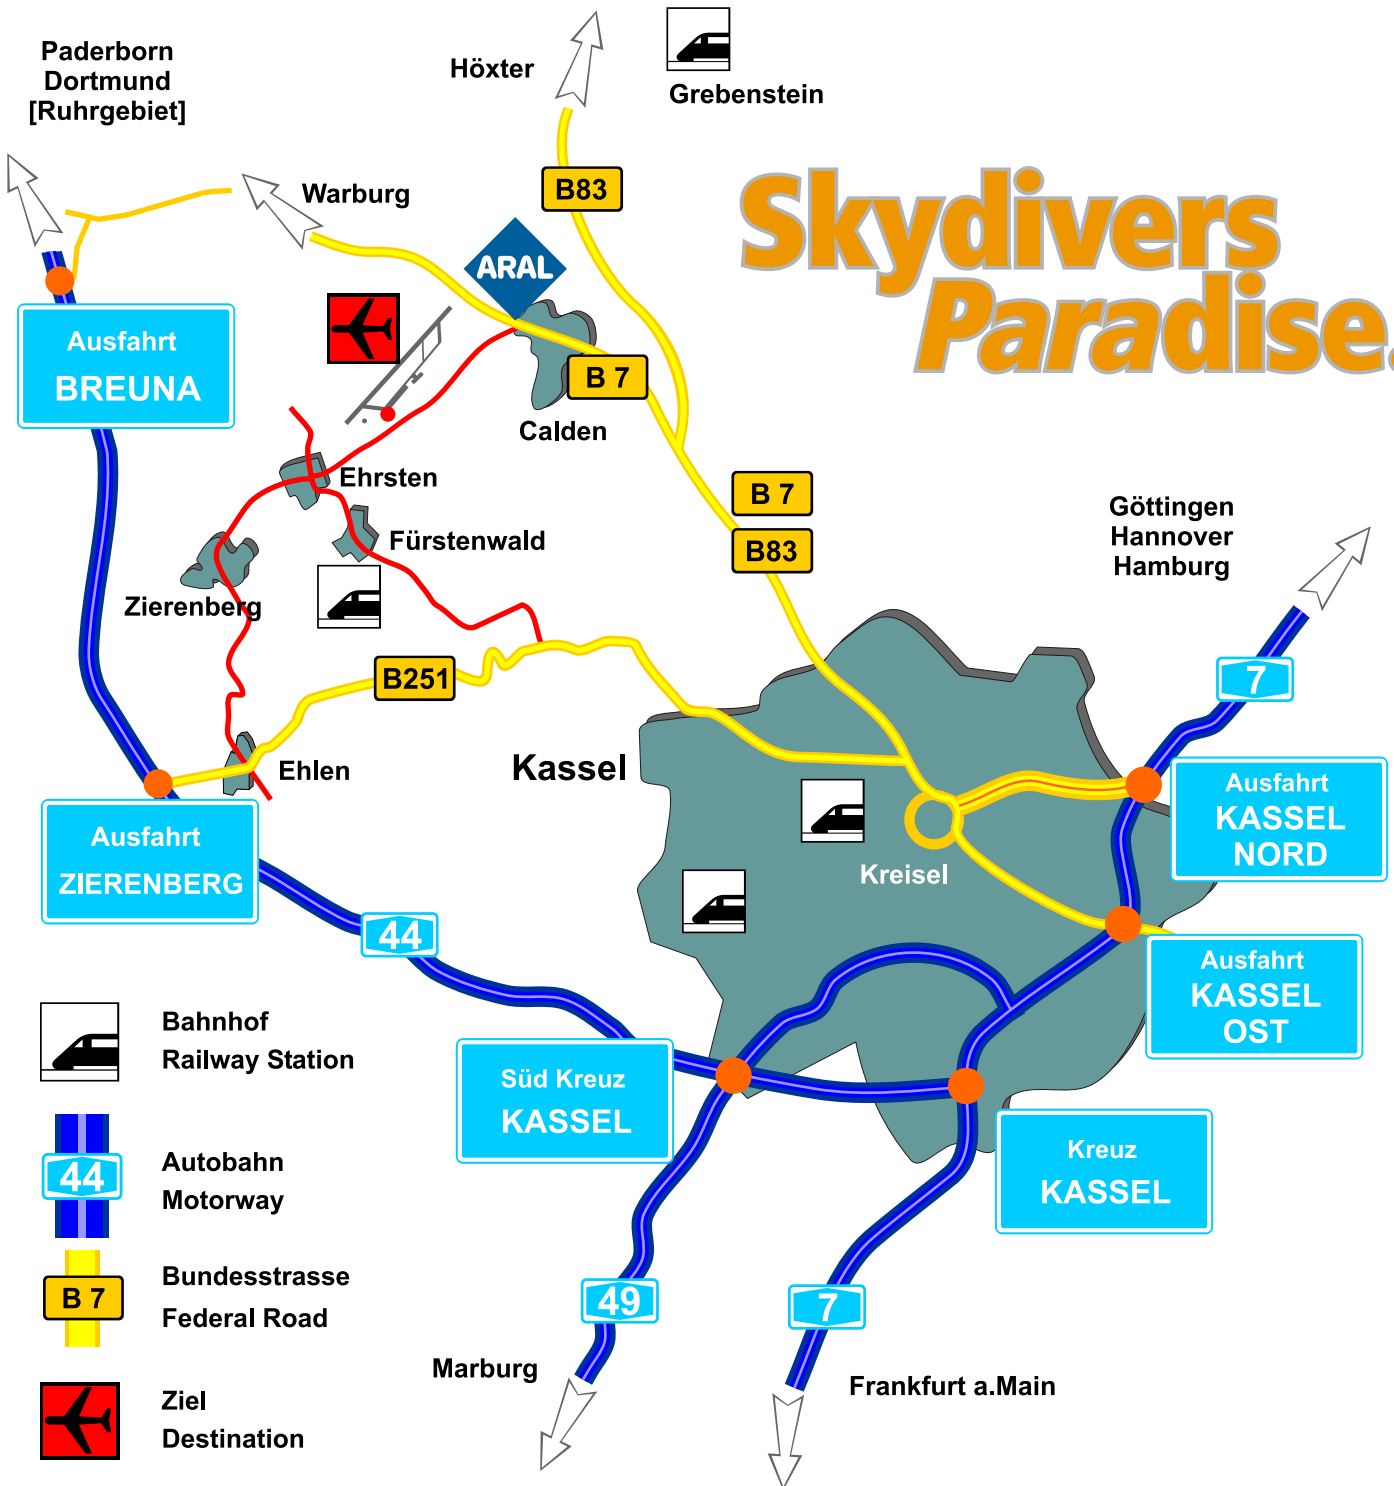 Paderborn
Dortmund
[Ruhrgebiet]
Höxter
Grebenstein
Warburg
B83
Skydivers
Paradise.
ARAL
Ausfahrt
BREUNA
B 7
Calden
Ehrsten
B 7
B83
Göttingen
Hannover
Hamburg
Fürstenwald
Zierenberg
B251
7
Ehlen
Kassel
Ausfahrt
KASSEL
NORD
Ausfahrt
ZIERENBERG
Kreisel
44
Ausfahrt
KASSEL
OST
Bahnhof
Railway Station
Süd Kreuz
KASSEL
Kreuz
KASSEL
44
Autobahn
Motorway
B 7
Bundesstrasse
Federal Road
49
7
Marburg
Frankfurt a.Main
Ziel
Destination